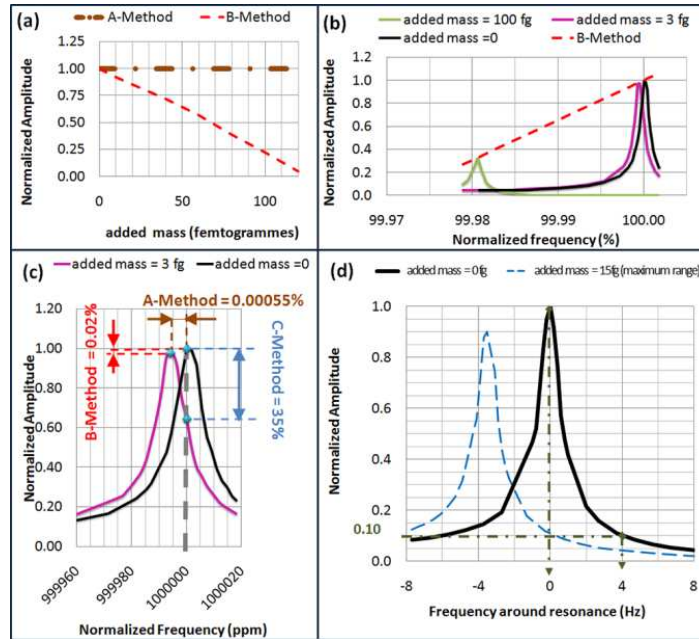 (a)
A-Method
B-Method
Normalized Amplitude
1.25
1.00
0.75
0.50
0.25
0.00
0
50
100
added mass (femtogrammes)
(b)
added mass = 100 fg
added mass = 3 fg
added mass =0
B-Method
Normalized Amplitude
1.2
1.0
0.8
0.6
0.4
0.2
0.0
99.97
99.98
99.99
100.00
Normalized frequency (%)
(c)
added mass = 3 fg
added mass =0
A-Method = 0.00055%
B-Method = 0.02%
C-Method = 35%
Normalized Amplitude
1.20
1.00
0.80
0.60
0.40
0.20
0.00
999960
999980
1000000
1000020
Normalized Frequency (ppm)
(d)
added mass = 0fg
added mass = 15fg(maximum range)
Normalized Amplitude
1.0
0.8
0.6
0.4
0.2
0.10
0.0
-8
-4
0
4
8
Frequency around resonance (Hz)